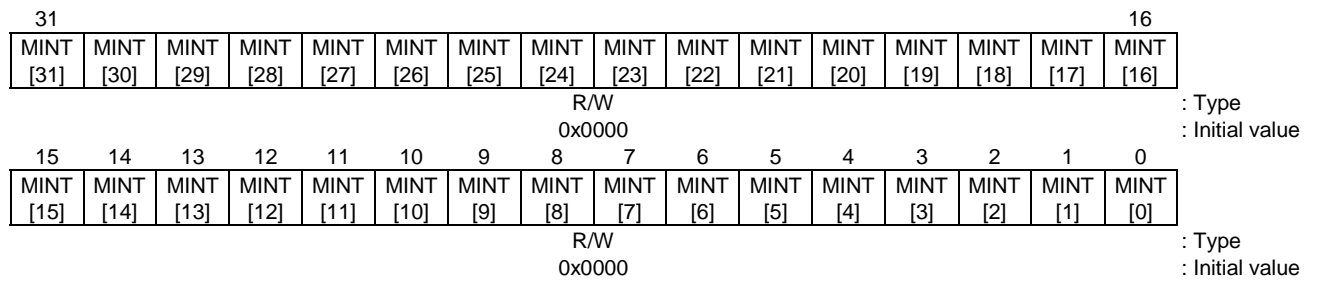 31 16
MINT MINT MINT MINT MINT MINT MINT MINT MINT MINT MINT MINT MINT MINT MINT MINT
[31] [30] [29] [28] [27] [26] [25] [24] [23] [22] [21] [20] [19] [18] [17] [16]
R/W : Type
0x0000 : Initial value
15 14 13 12 11 10 9 8 7 6 5 4 3 2 1 0
MINT MINT MINT MINT MINT MINT MINT MINT MINT MINT MINT MINT MINT MINT MINT MINT
[15] [14] [13] [12] [11] [10] [9] [8] [7] [6] [5] [4] [3] [2] [1] [0]
R/W : Type
0x0000 : Initial value